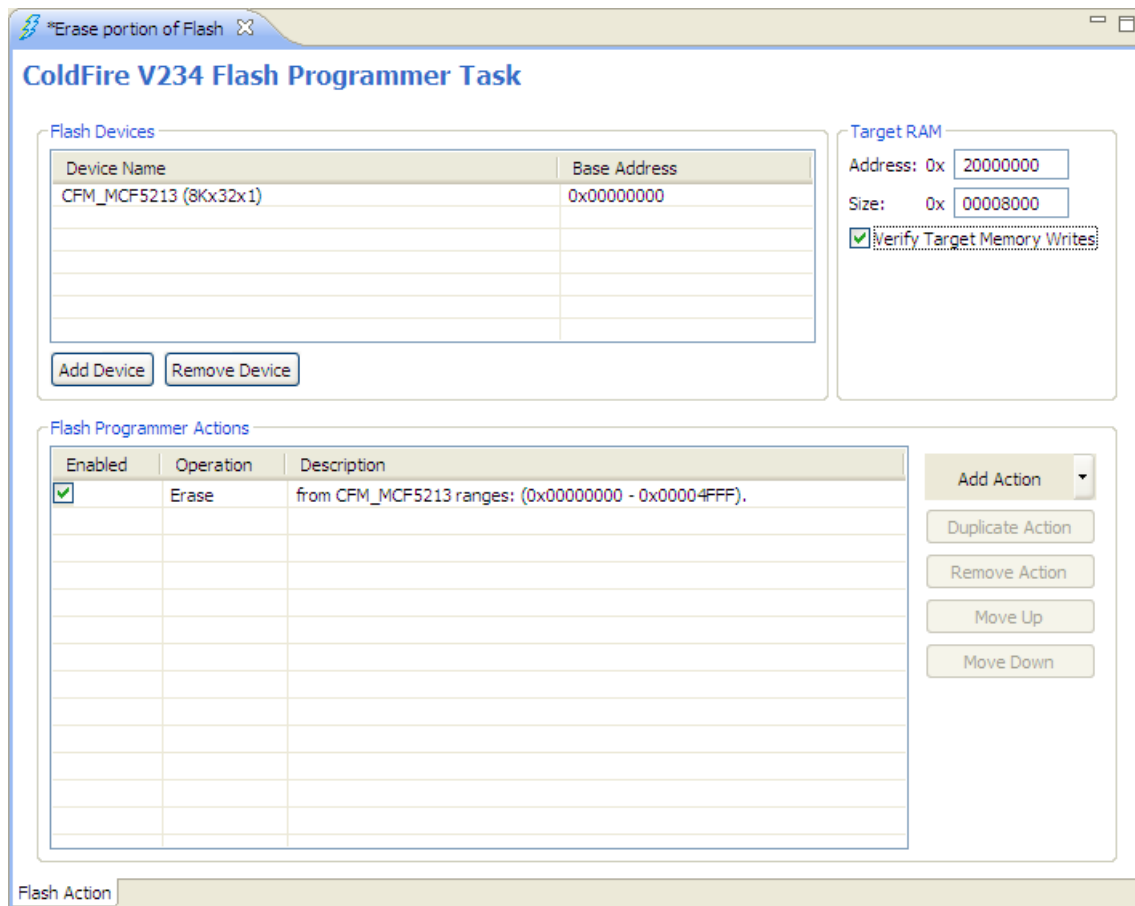 *Erase portion of Flash
ColdFire V234 Flash Programmer Task
Flash Devices
Device Name Base Address
CFM_MCF5213 (8Kx32x1) 0x00000000
Add Device Remove Device
Target RAM
Address: 0x 20000000
Size: 0x 00008000
Verify Target Memory Writes
Flash Programmer Actions
Enabled Operation Description
Erase from CFM_MCF5213 ranges: (0x00000000 - 0x00004FFF).
Add Action
Duplicate Action
Remove Action
Move Up
Move Down
Flash Action